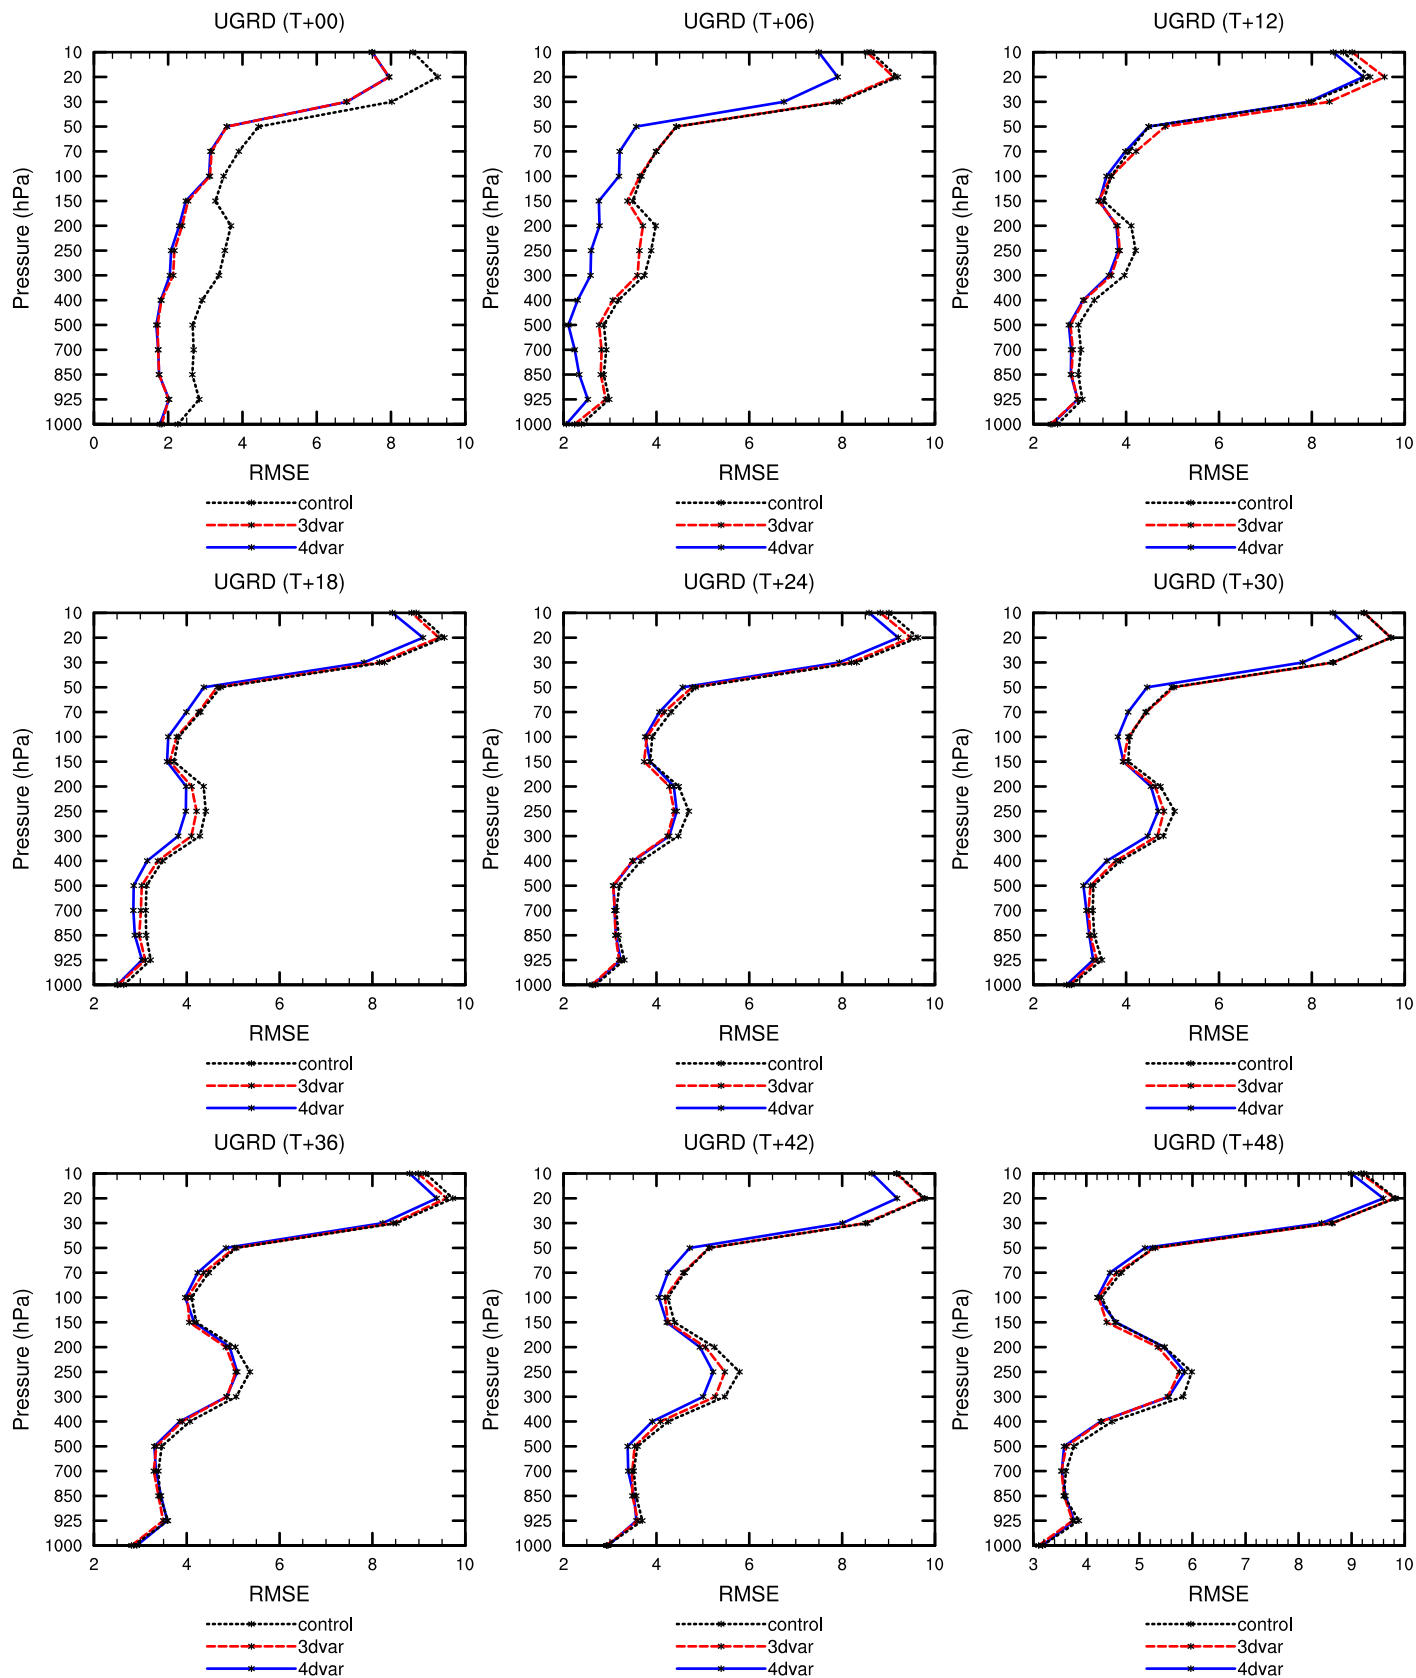 UGRD (T+00)
10
20
30
50
70
100
150
200
250
300
400
500
700
850
925
1000
Pressure (hPa)
0 2 4 6 8 10
RMSE
control
3dvar
4dvar
UGRD (T+06)
10
20
30
50
70
100
150
200
250
300
400
500
700
850
925
1000
Pressure (hPa)
2 4 6 8 10
RMSE
control
3dvar
4dvar
UGRD (T+12)
10
20
30
50
70
100
150
200
250
300
400
500
700
850
925
1000
Pressure (hPa)
2 4 6 8 10
RMSE
control
3dvar
4dvar
UGRD (T+18)
10
20
30
50
70
100
150
200
250
300
400
500
700
850
925
1000
Pressure (hPa)
2 4 6 8 10
RMSE
control
3dvar
4dvar
UGRD (T+24)
10
20
30
50
70
100
150
200
250
300
400
500
700
850
925
1000
Pressure (hPa)
2 4 6 8 10
RMSE
control
3dvar
4dvar
UGRD (T+30)
10
20
30
50
70
100
150
200
250
300
400
500
700
850
925
1000
Pressure (hPa)
2 4 6 8 10
RMSE
control
3dvar
4dvar
UGRD (T+36)
10
20
30
50
70
100
150
200
250
300
400
500
700
850
925
1000
Pressure (hPa)
2 4 6 8 10
RMSE
control
3dvar
4dvar
UGRD (T+42)
10
20
30
50
70
100
150
200
250
300
400
500
700
850
925
1000
Pressure (hPa)
2 4 6 8 10
RMSE
control
3dvar
4dvar
UGRD (T+48)
10
20
30
50
70
100
150
200
250
300
400
500
700
850
925
1000
Pressure (hPa)
3 4 5 6 7 8 9 10
RMSE
control
3dvar
4dvar